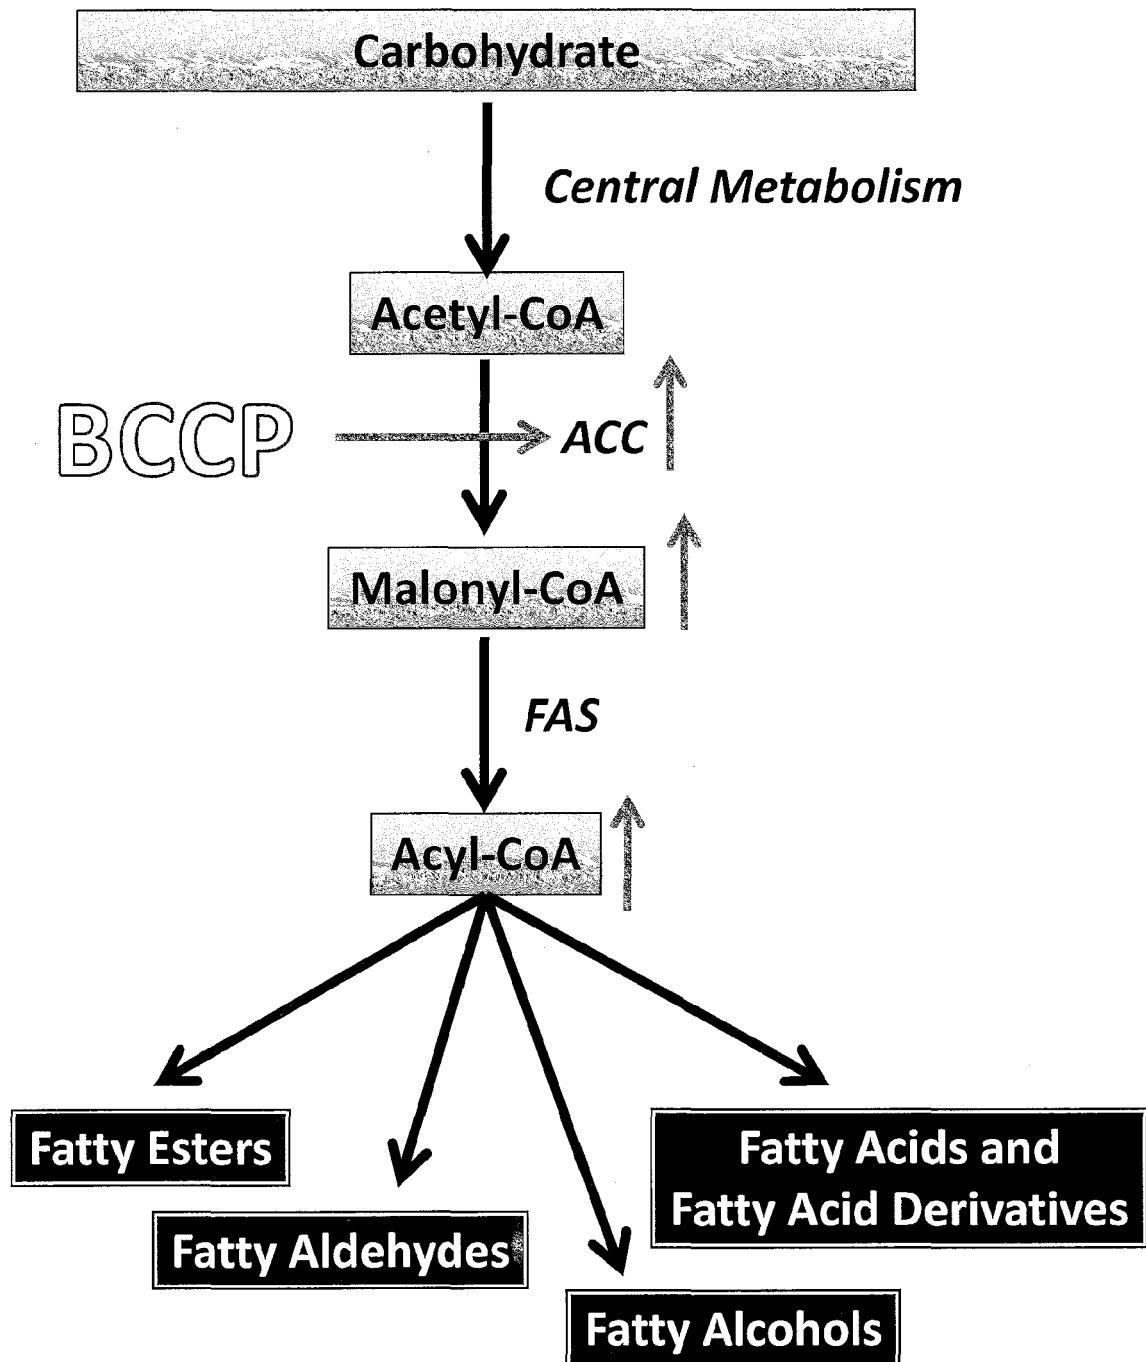 Carbohydrate
Central Metabolism
Acetyl-CoA
BCCP
ACC
Malonyl-CoA
FAS
Acyl-CoA
Fatty Esters
Fatty Aldehydes
Fatty Alcohols
Fatty Acids and
Fatty Acid Derivatives